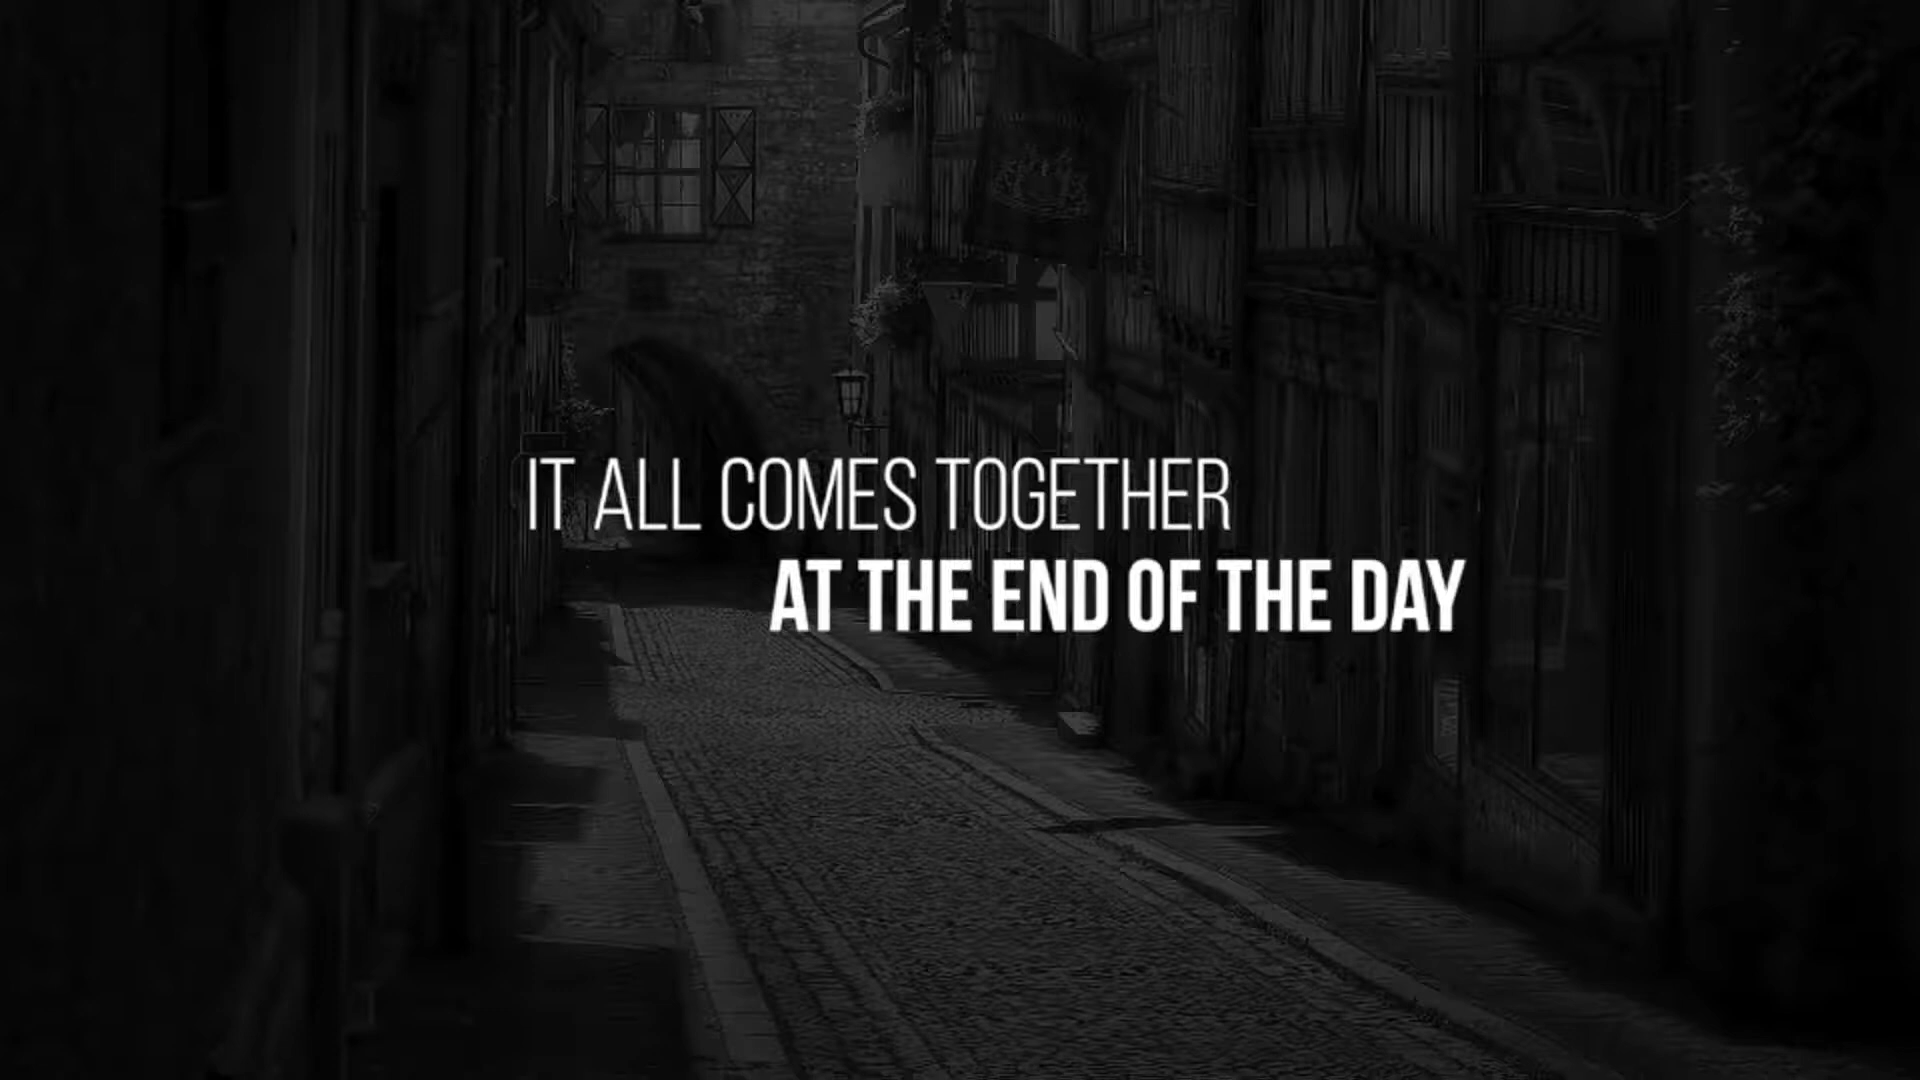 IT ALL COMES TOGETHER
AT THE END OF THE DAY